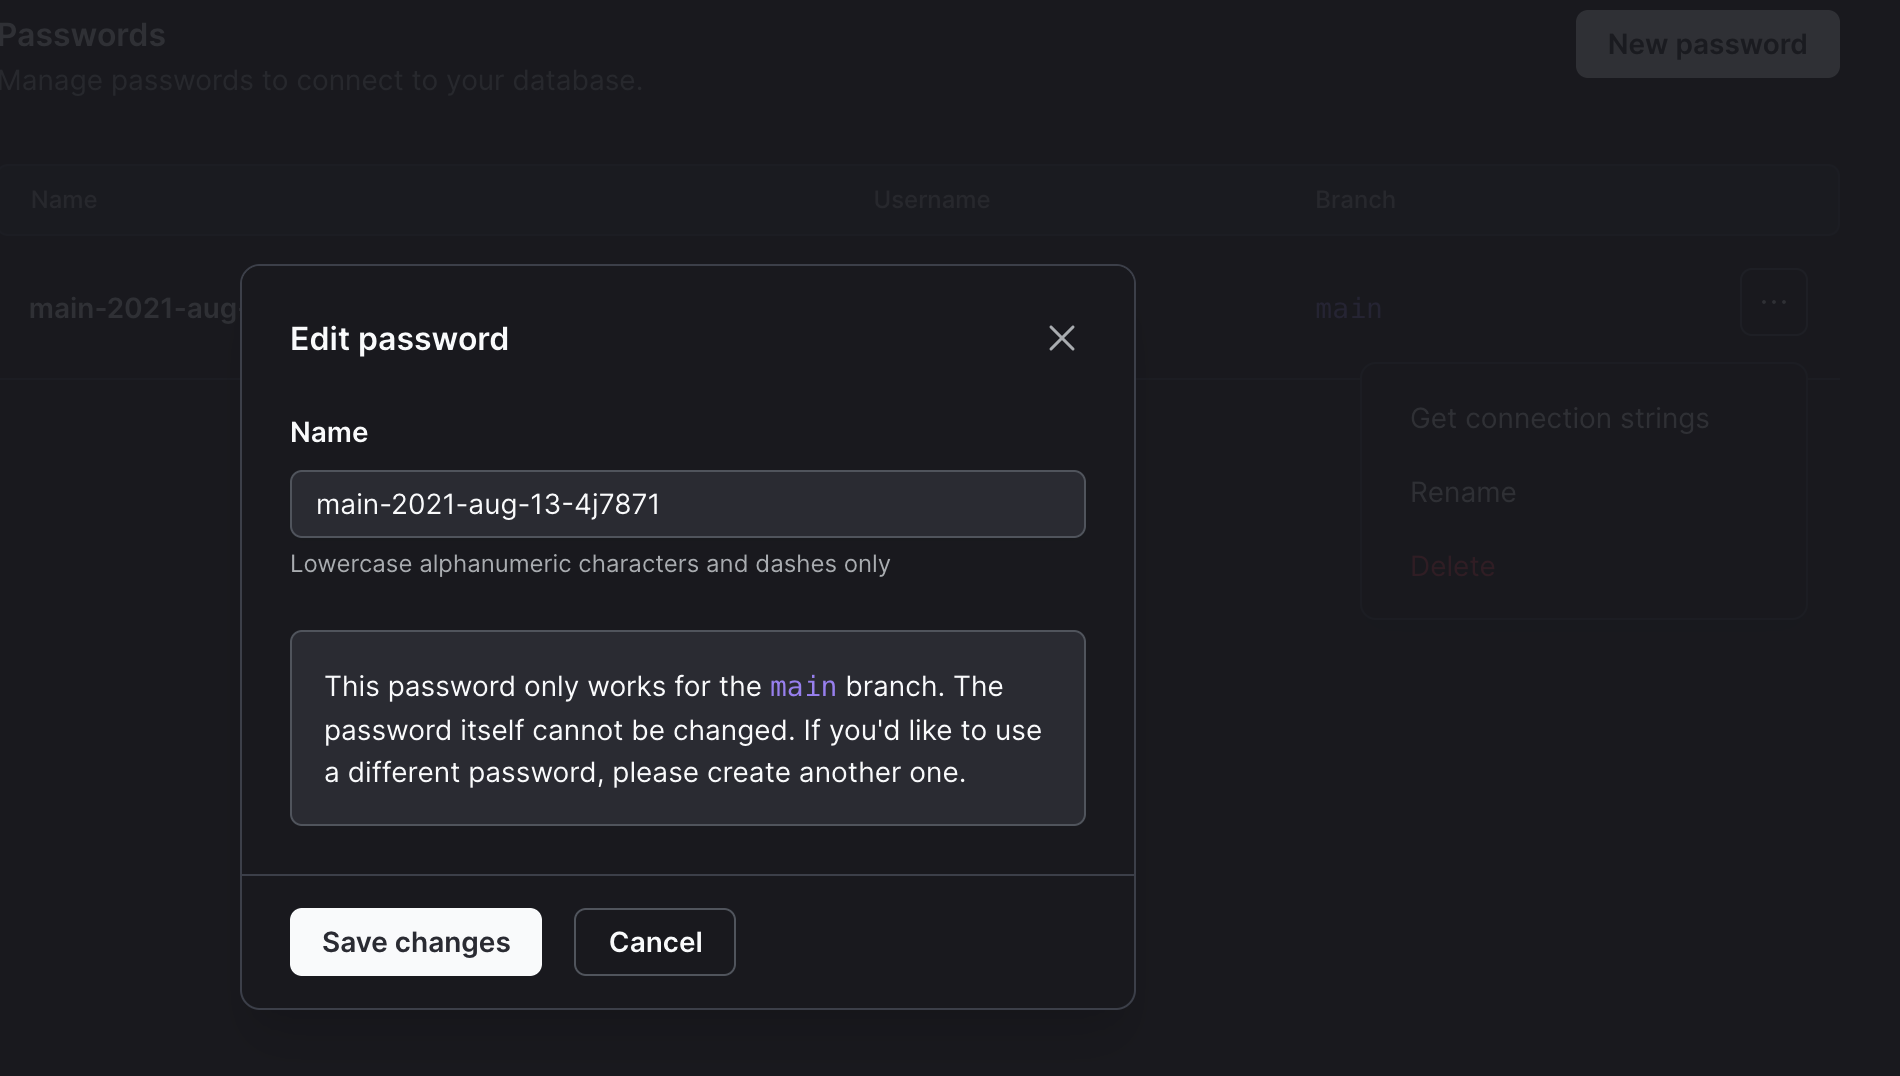 Passwords
New password
Manage passwords to connect to your database.
Name
Username
Branch
main-2021-aug-
main
...
Edit password
Name
main-2021-aug-13-4j7871
Lowercase alphanumeric characters and dashes only
This password only works for the main branch. The
password itself cannot be changed. If you'd like to use
a different password, please create another one.
Save changes
Cancel
Get connection strings
Rename
Delete